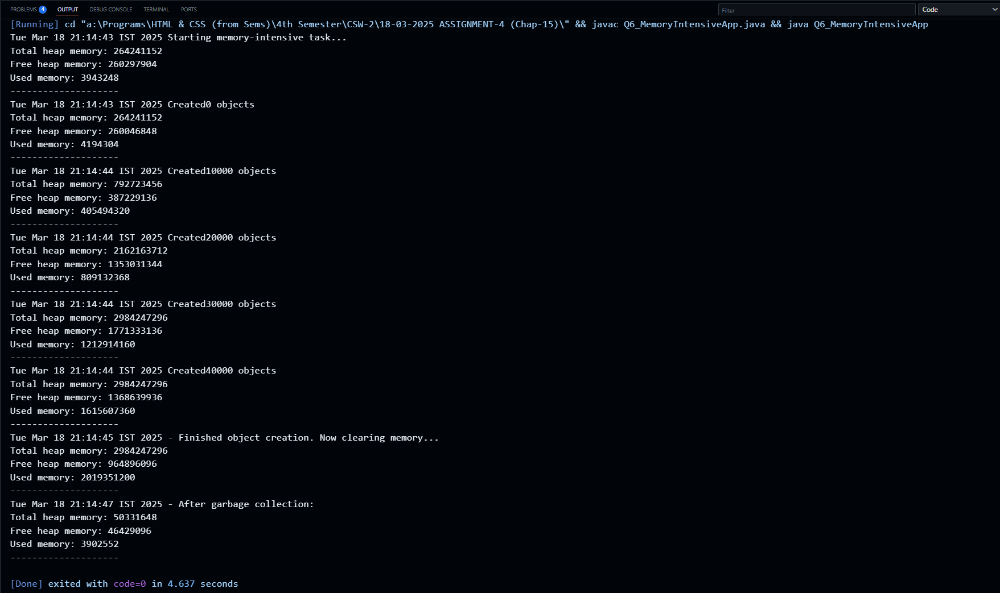 PROBLEMS 4 OUTPUT DEBUG CONSOLE TERMINAL PORTS Filter Code
[Running] cd "a:\Programs\HTML & CSS (from Sems)\4th Semester\CSW-2\18-03-2025 ASSIGNMENT-4 (Chap-15)\" && javac Q6_MemoryIntensiveApp.java && java Q6_MemoryIntensiveApp
Tue Mar 18 21:14:43 IST 2025 Starting memory-intensive task...
Total heap memory: 264241152
Free heap memory: 260297904
Used memory: 3943248
--------------------
Tue Mar 18 21:14:43 IST 2025 Created0 objects
Total heap memory: 264241152
Free heap memory: 260046848
Used memory: 4194304
--------------------
Tue Mar 18 21:14:44 IST 2025 Created10000 objects
Total heap memory: 792723456
Free heap memory: 387229136
Used memory: 405494320
--------------------
Tue Mar 18 21:14:44 IST 2025 Created20000 objects
Total heap memory: 2162163712
Free heap memory: 1353031344
Used memory: 809132368
--------------------
Tue Mar 18 21:14:44 IST 2025 Created30000 objects
Total heap memory: 2984247296
Free heap memory: 1771333136
Used memory: 1212914160
--------------------
Tue Mar 18 21:14:44 IST 2025 Created40000 objects
Total heap memory: 2984247296
Free heap memory: 1368639936
Used memory: 1615607360
--------------------
Tue Mar 18 21:14:45 IST 2025 - Finished object creation. Now clearing memory...
Total heap memory: 2984247296
Free heap memory: 964896096
Used memory: 2019351200
--------------------
Tue Mar 18 21:14:47 IST 2025 - After garbage collection:
Total heap memory: 50331648
Free heap memory: 46429096
Used memory: 3902552
--------------------
[Done] exited with code=0 in 4.637 seconds